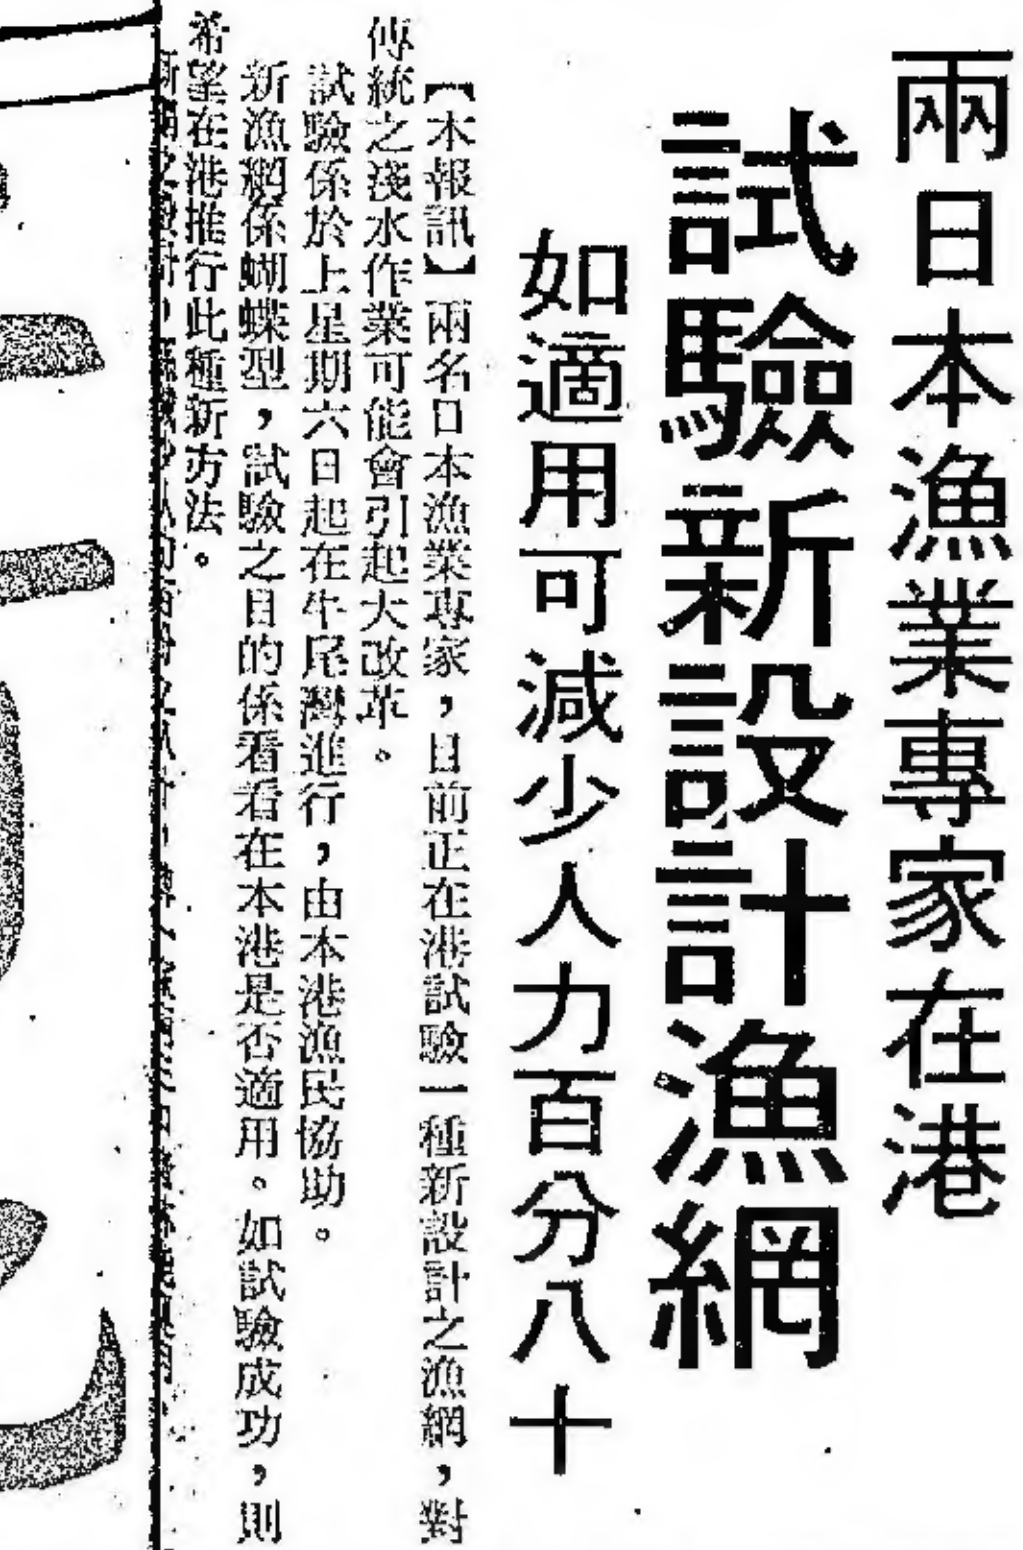 兩日本漁業專家在港
試驗新設計漁網
如適用可減少人力百分八十
【本報訊】兩名日本漁業專家，目前正在港試驗一種新設計之漁網，對
傳統之淺水作業可能會引起大改革。
試驗係於上星期六日起在牛尾灣進行，由本港漁民協助。
新漁網係蝴蝶型，試驗之目的係看看在本港是否適用。如試驗成功，則
希望在港推行此種新方法。